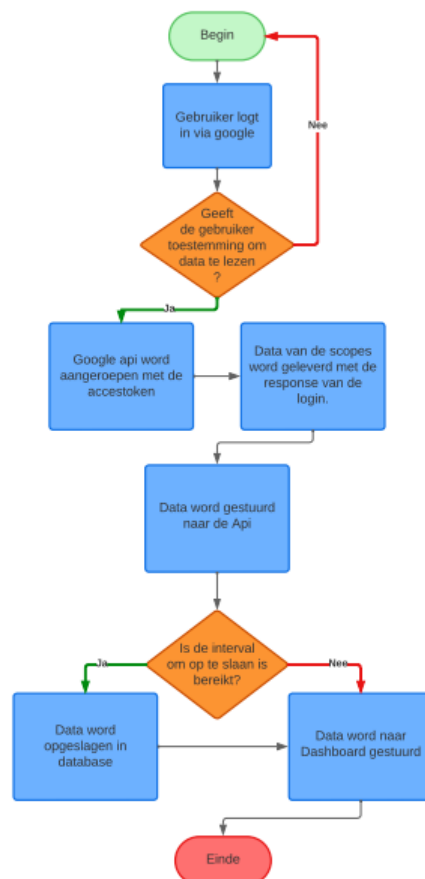 Begin
Nee
Gebruiker logt
in via google
Geeft
de gebruiker
toestemming om
data te lezen
?
Ja
Google api word
aangeroepen met de
accestoken
Data van de scopes
word geleverd met de
response van de
login.
Data word gestuurd
naar de Api
Is de interval
om op te slaan is
bereikt?
Ja
Nee
Data word
opgeslagen in
database
Data word naar
Dashboard gestuurd
Einde